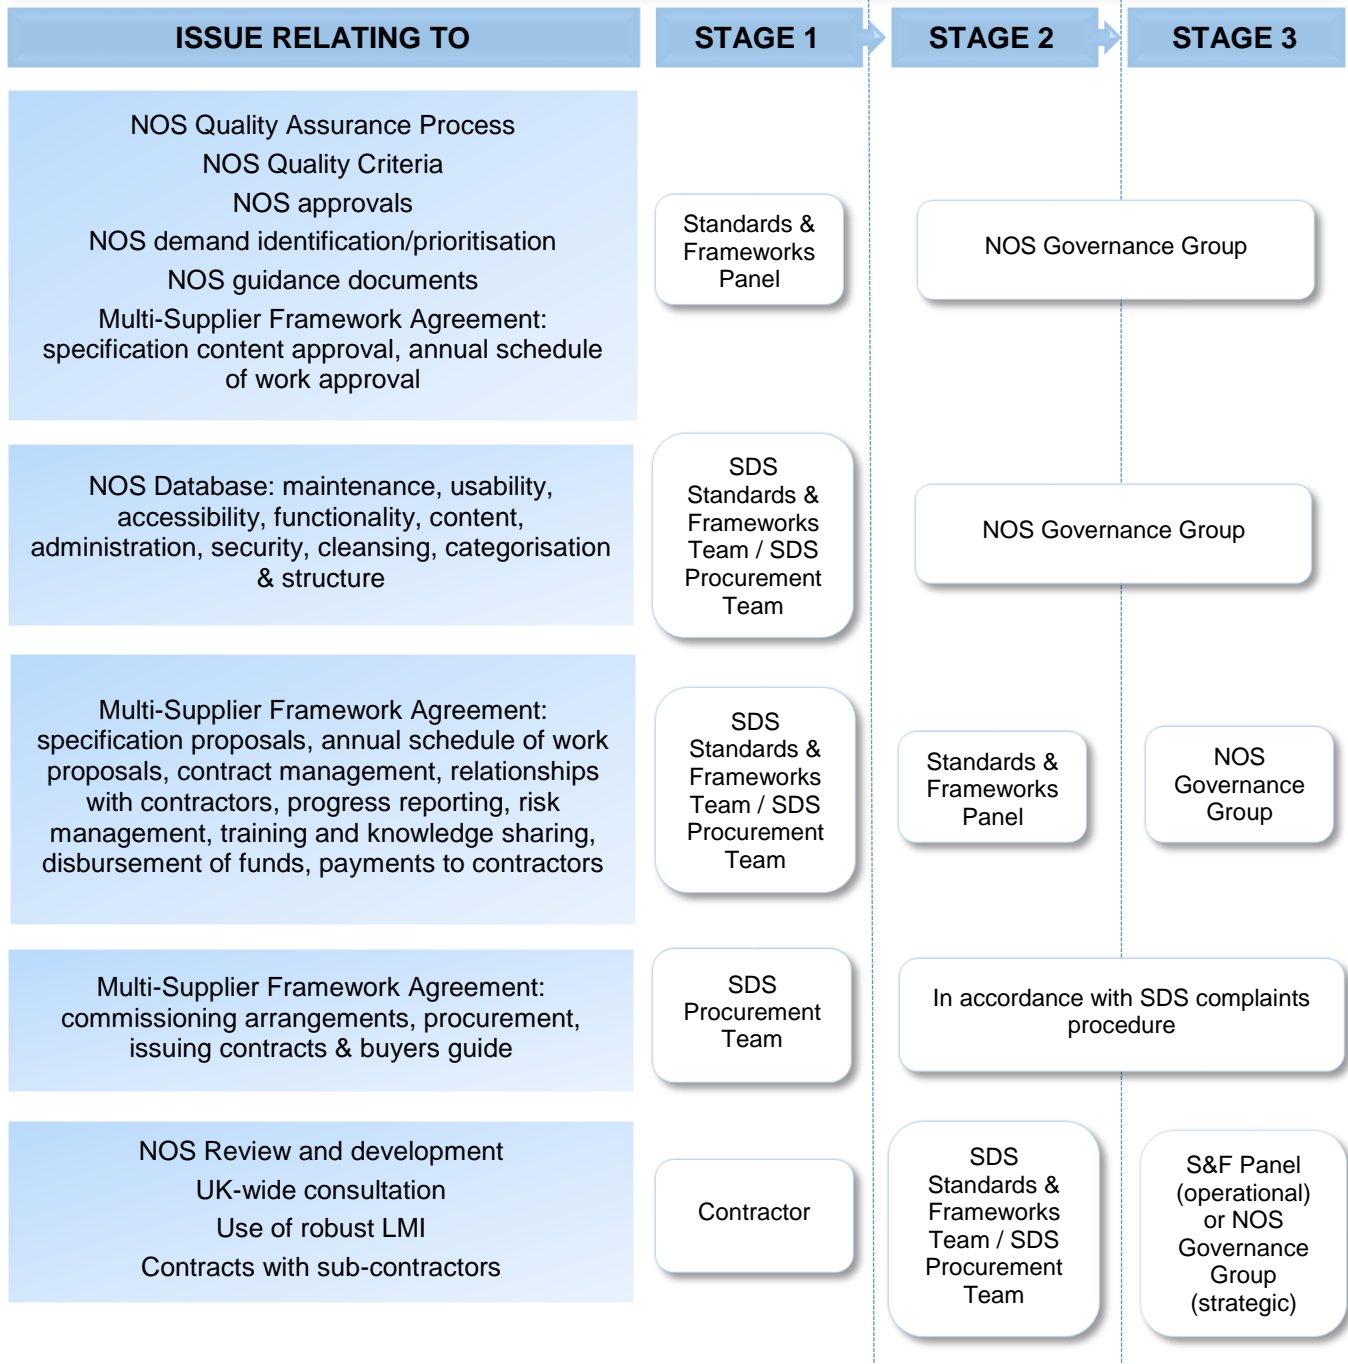 ISSUE RELATING TO
STAGE 1
STAGE 2
STAGE 3
NOS Quality Assurance Process
NOS Quality Criteria
NOS approvals
NOS demand identification/prioritisation
NOS guidance documents
Multi-Supplier Framework Agreement:
specification content approval, annual schedule
of work approval
Standards &
Frameworks
Panel
NOS Governance Group
NOS Database: maintenance, usability,
accessibility, functionality, content,
administration, security, cleansing, categorisation
& structure
SDS
Standards &
Frameworks
Team / SDS
Procurement
Team
NOS Governance Group
Multi-Supplier Framework Agreement:
specification proposals, annual schedule of work
proposals, contract management, relationships
with contractors, progress reporting, risk
management, training and knowledge sharing,
disbursement of funds, payments to contractors
SDS
Standards &
Frameworks
Team / SDS
Procurement
Team
Standards &
Frameworks
Panel
NOS
Governance
Group
Multi-Supplier Framework Agreement:
commissioning arrangements, procurement,
issuing contracts & buyers guide
SDS
Procurement
Team
In accordance with SDS complaints
procedure
NOS Review and development
UK-wide consultation
Use of robust LMI
Contracts with sub-contractors
Contractor
SDS
Standards &
Frameworks
Team / SDS
Procurement
Team
S&F Panel
(operational)
or NOS
Governance
Group
(strategic)